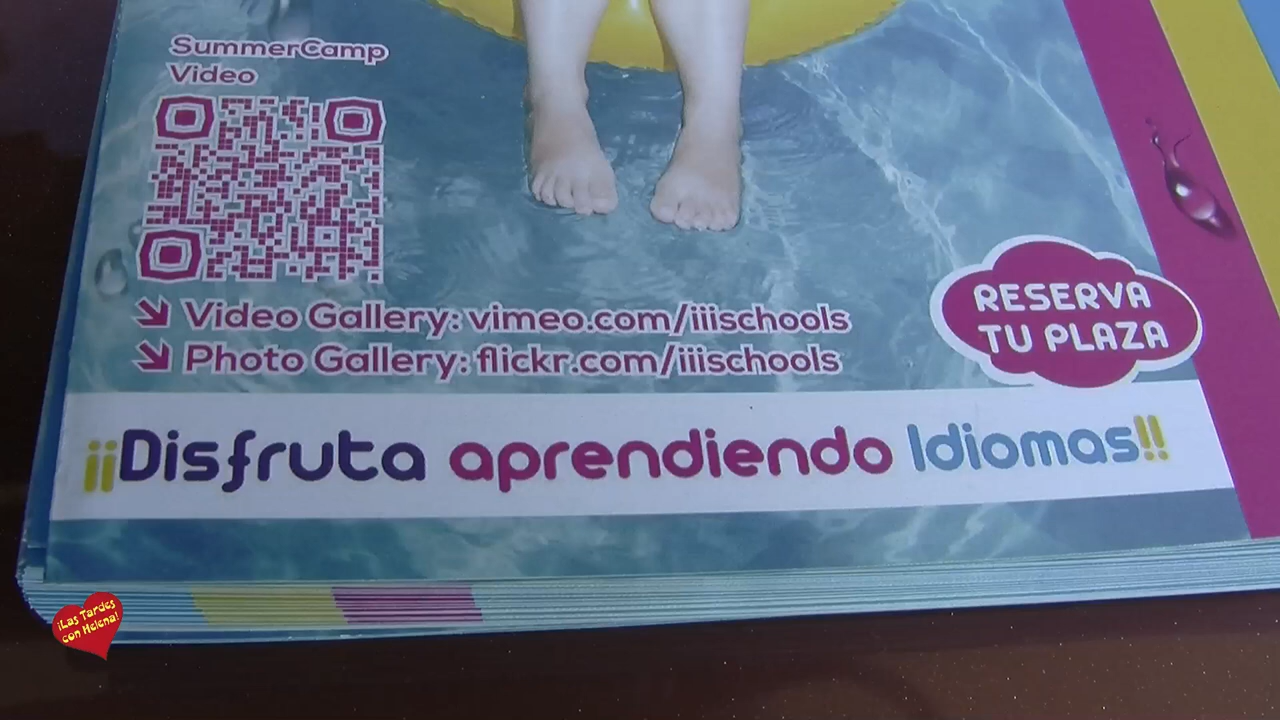 SummerCamp
Video
Video Gallery: vimeo.com/iiischools
Photo Gallery: flickr.com/iiischools
RESERVA
TU PLAZA
¡¡Disfruta aprendiendo Idiomas!!
¡Las Tardes
con Helena!